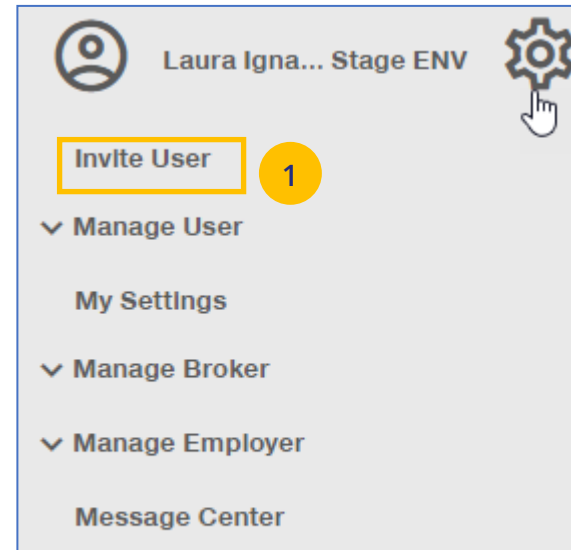 Laura Igna... Stage ENV
Invite User
1
Manage User
My Settings
Manage Broker
Manage Employer
Message Center